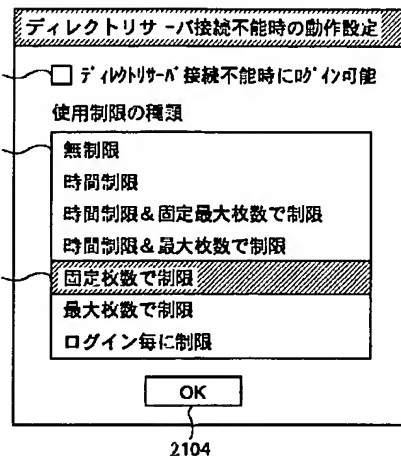 ディレクトリサーバ接続不能時の動作設定
ﾃﾞｨﾚｸﾄﾘｻｰﾊﾞ接続不能時にﾛｸﾞｲﾝ可能
使用制限の種類
無制限
時間制限
時間制限＆固定最大枚数で制限
時間制限＆最大枚数で制限
固定枚数で制限
最大枚数で制限
ログイン毎に制限
OK
2104